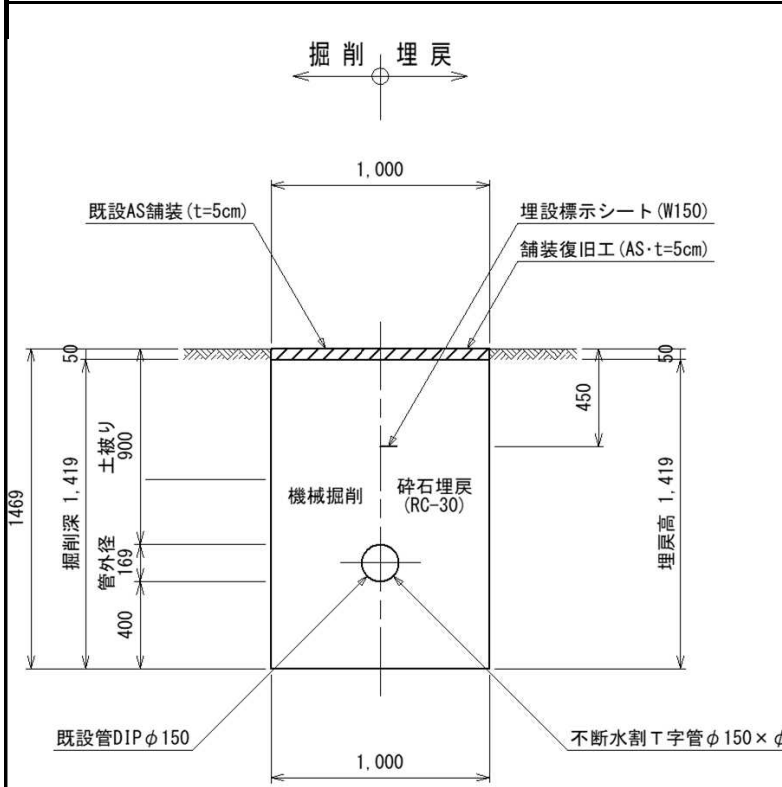 掘削 埋戻
1,000
既設AS舗装(t=5cm)
埋設標示シート(W150)
舗装復旧工(AS·t=5cm)
50
50
450
土被り
900
1469
掘削深 1,419
機械掘削
砕石埋戻
(RC-30)
埋戻高 1,419
管外径
169
400
既設管DIPφ150
不断水割T字管φ150×φ
1,000